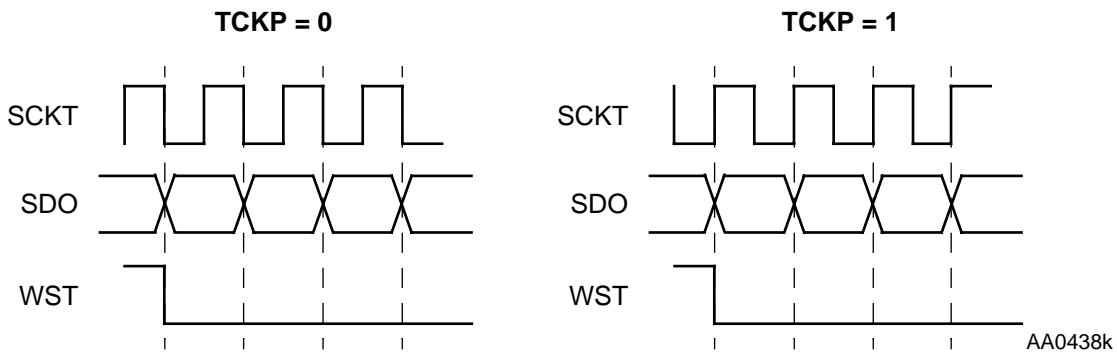 TCKP = 0
SCKT
SDO
WST
TCKP = 1
SCKT
SDO
WST
AA0438k